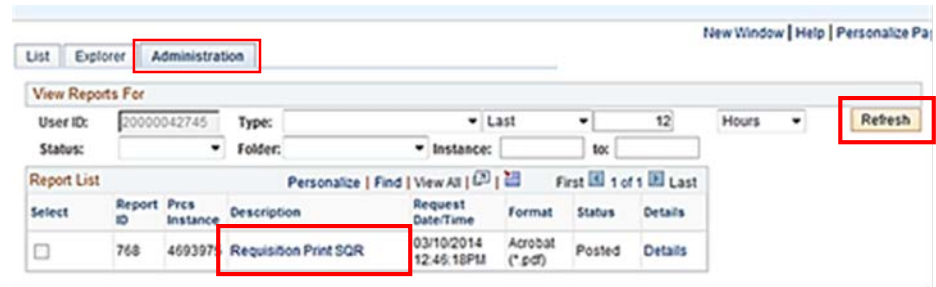 New Window | Help | Personalize Pa
List Explorer Administration
View Reports For
User ID: 20000042745 Type: Last 12 Hours Refresh
Status: Folder: Instance: to:
Report List Personalize | Find | View All | First 1 of 1 Last
Select Report ID Prcs Instance Description Request Date/Time Format Status Details
768 4693975 Requisition Print SQR 03/10/2014 12:46:18PM Acrobat (*.pdf) Posted Details